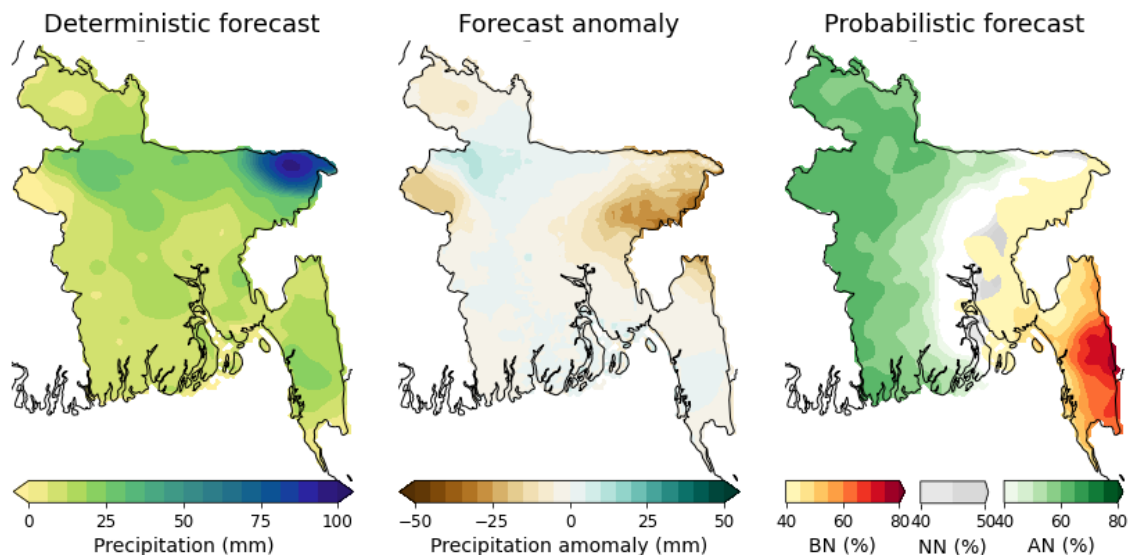 Deterministic forecast
Forecast anomaly
Probabilistic forecast
0 25 50 75 100
Precipitation (mm)
−50 −25 0 25 50
Precipitation amomaly (mm)
40 60 80
BN (%)
40 50
NN (%)
40 60 80
AN (%)